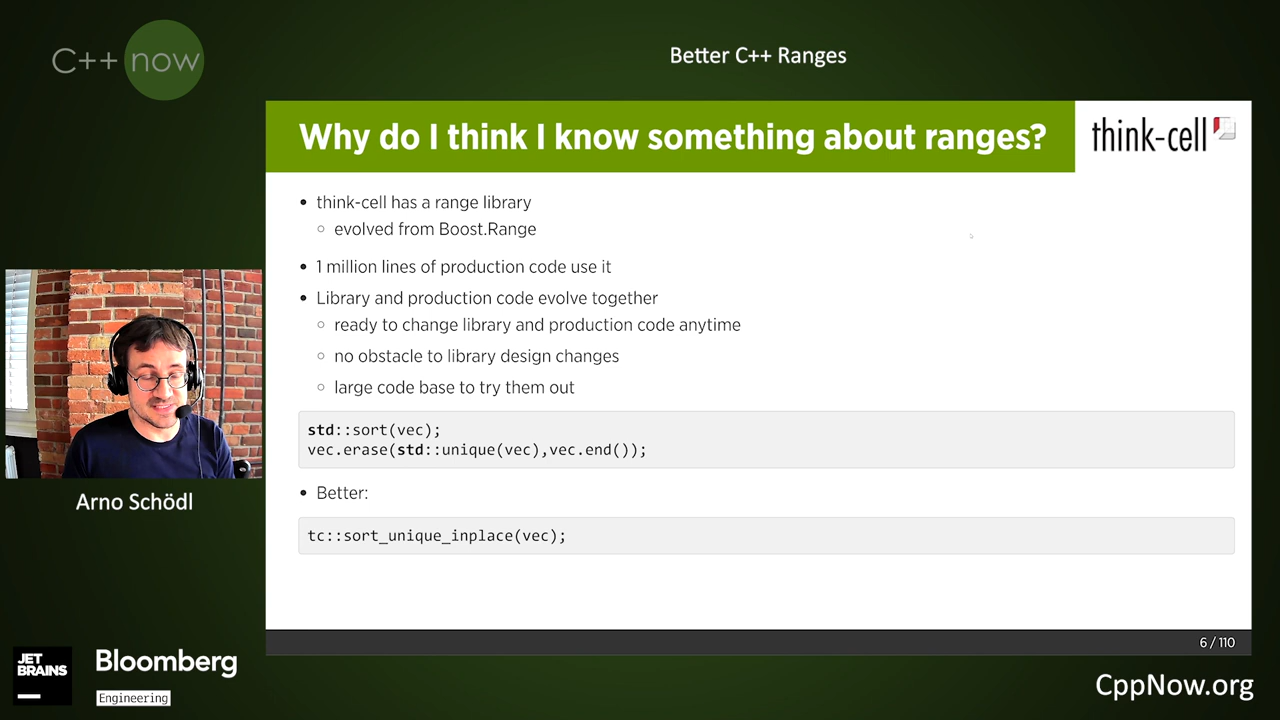 C++ now
Better C++ Ranges
Why do I think I know something about ranges?
think-cell
think-cell has a range library
evolved from Boost.Range
1 million lines of production code use it
Library and production code evolve together
ready to change library and production code anytime
no obstacle to library design changes
large code base to try them out
std::sort(vec);
vec.erase(std::unique(vec),vec.end());
Better:
tc::sort_unique_inplace(vec);
Arno Schödl
6 / 110
JET
BRAINS
Bloomberg
Engineering
CppNow.org